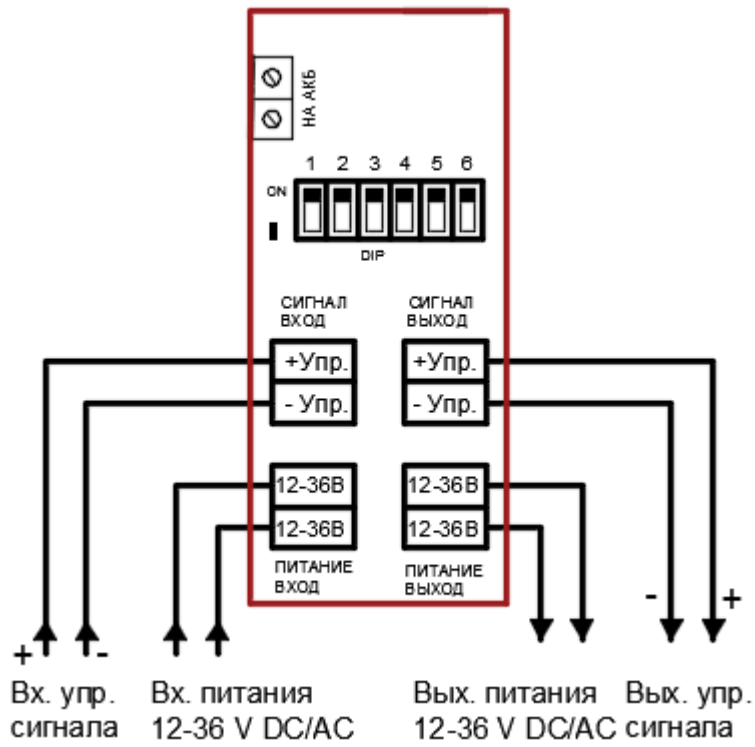 НА АКБ
1 2 3 4 5 6
ON
DIP
СИГНАЛ
ВХОД
СИГНАЛ
ВЫХОД
+Упр.
+Упр.
- Упр.
- Упр.
12-36В
12-36В
12-36В
12-36В
ПИТАНИЕ
ВХОД
ПИТАНИЕ
ВЫХОД
- +
+ -
Вх. упр.
сигнала
Вх. питания
12-36 V DC/AC
Вых. питания
12-36 V DC/AC
Вых. упр.
сигнала